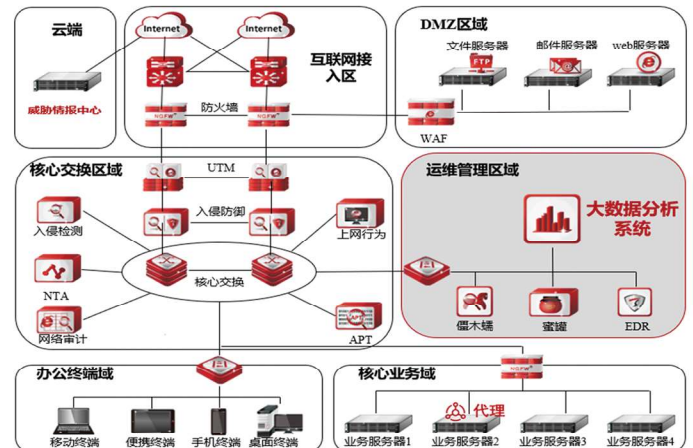 云端
威胁情报中心
Internet
Internet
互联网接
入区
防火墙
NGFW
NGFW
DMZ区域
文件服务器
邮件服务器
web服务器
FTP
WAF
核心交换区域
UTM
入侵防御
入侵检测
上网行为
NTA
核心交换
网络审计
APT
APT
运维管理区域
大数据分析
系统
僵木蠕
蜜罐
EDR
办公终端域
移动终端
便携终端
手机终端
桌面终端
核心业务域
NGFW
代理
业务服务器1
业务服务器2
业务服务器3
业务服务器4